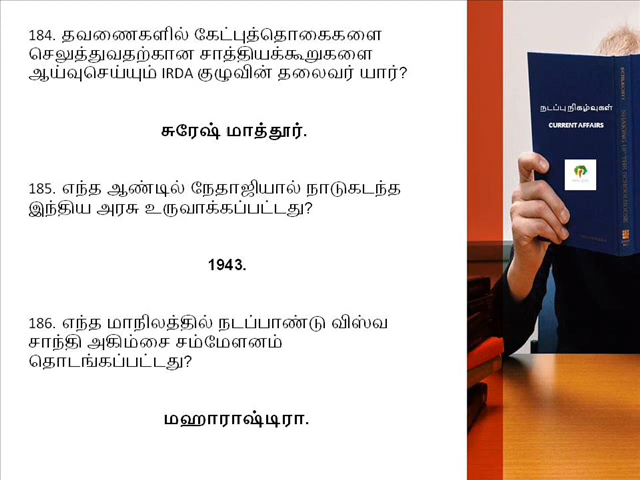 184. தவணைகளில் கேட்புத்தொகைகளை
செலுத்துவதற்கான சாத்தியக்கூறுகளை
ஆய்வுசெய்யும் IRDA குழுவின் தலைவர் யார்?
சுரேஷ் மாத்தூர்.
185. எந்த ஆண்டில் நேதாஜியால் நாடுகடந்த
இந்திய அரசு உருவாக்கப்பட்டது?
1943.
186. எந்த மாநிலத்தில் நடப்பாண்டு விஸ்வ
சாந்தி அகிம்சை சம்மேளனம்
தொடங்கப்பட்டது?
மஹாராஷ்டிரா.
நடப்பு நிகழ்வுகள்
CURRENT AFFAIRS